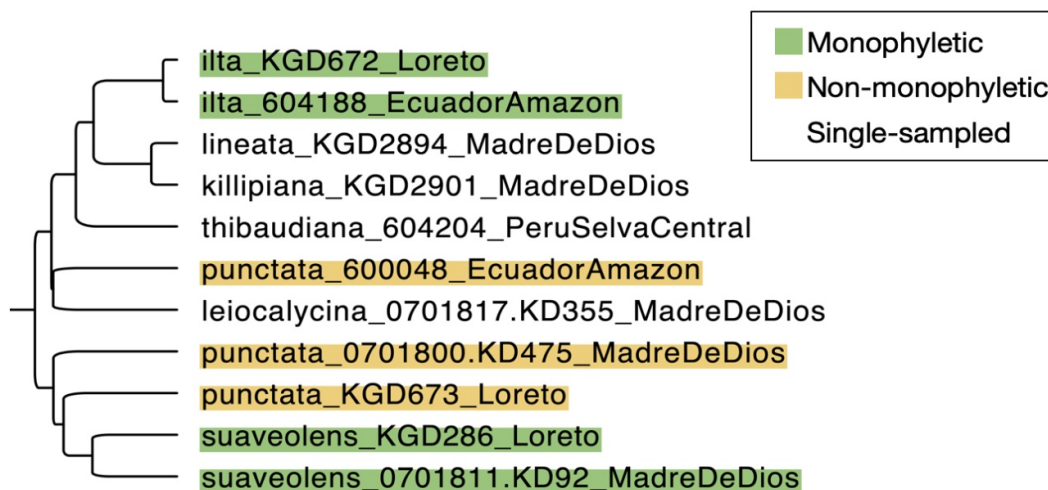 ilta_KGD672_Loreto
ilta_604188_EcuadorAmazon
lineata_KGD2894_MadreDeDios
killipiana_KGD2901_MadreDeDios
thibaudiana_604204_PeruSelvaCentral
punctata_600048_EcuadorAmazon
leiocalycina_0701817.KD355_MadreDeDios
punctata_0701800.KD475_MadreDeDios
punctata_KGD673_Loreto
suaveolens_KGD286_Loreto
suaveolens_0701811.KD92_MadreDeDios
Monophyletic
Non-monophyletic
Single-sampled